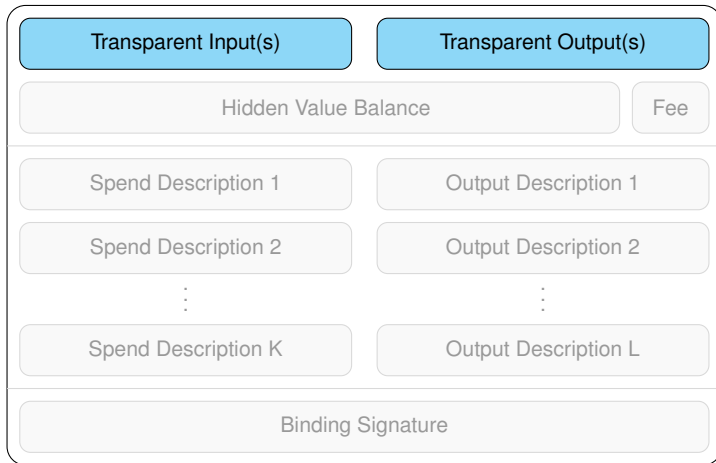 Transparent Input(s) Transparent Output(s)
Hidden Value Balance Fee
Spend Description 1 Output Description 1
Spend Description 2 Output Description 2
⋮ ⋮
Spend Description K Output Description L
Binding Signature